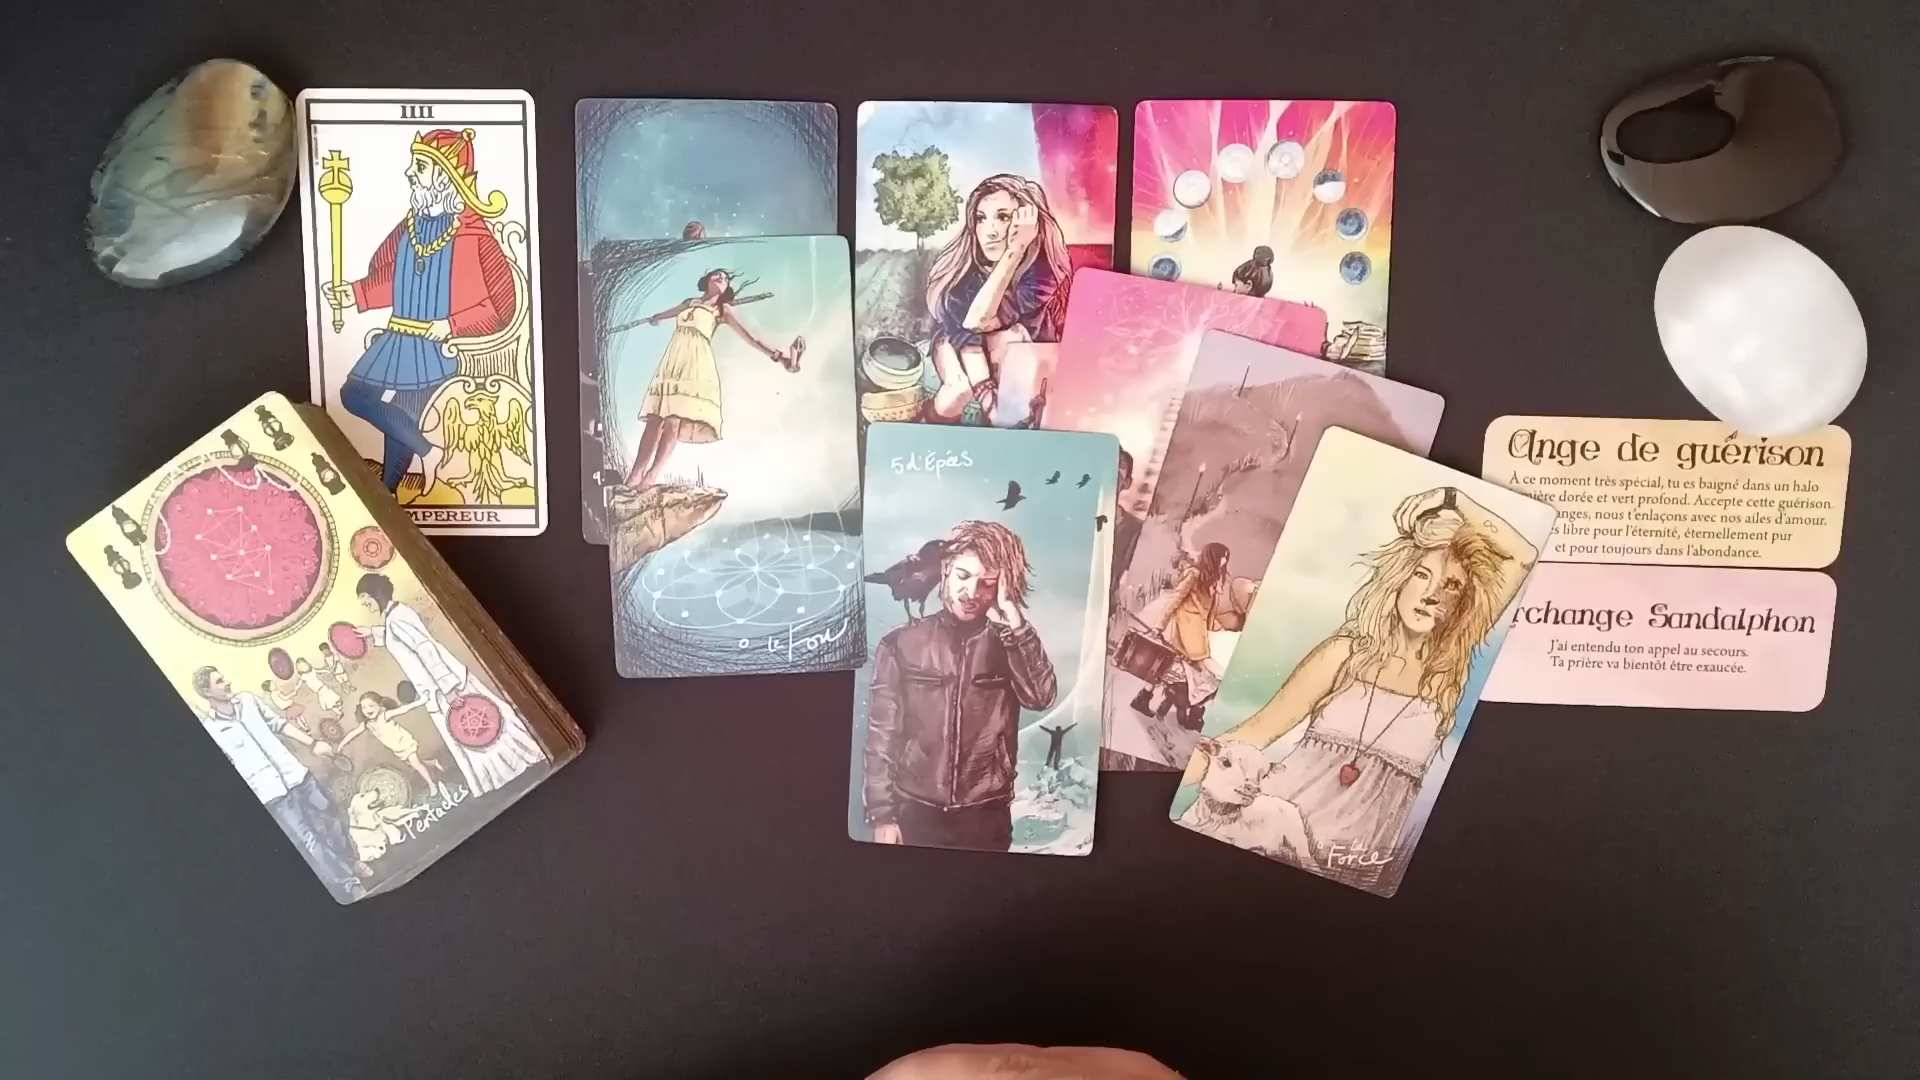 IIII
MPEREUR
5 d'Épées
0 Le Fou
Pentacles
la
Force
Ange de guérison
À ce moment très spécial, tu es baigné dans un halo
ière dorée et vert profond. Accepte cette guérison.
anges, nous t'enlaçons avec nos ailes d'amour.
s libre pour l'éternité, éternellement pur
et pour toujours dans l'abondance.
rchange Sandalphon
J'ai entendu ton appel au secours.
Ta prière va bientôt être exaucée.